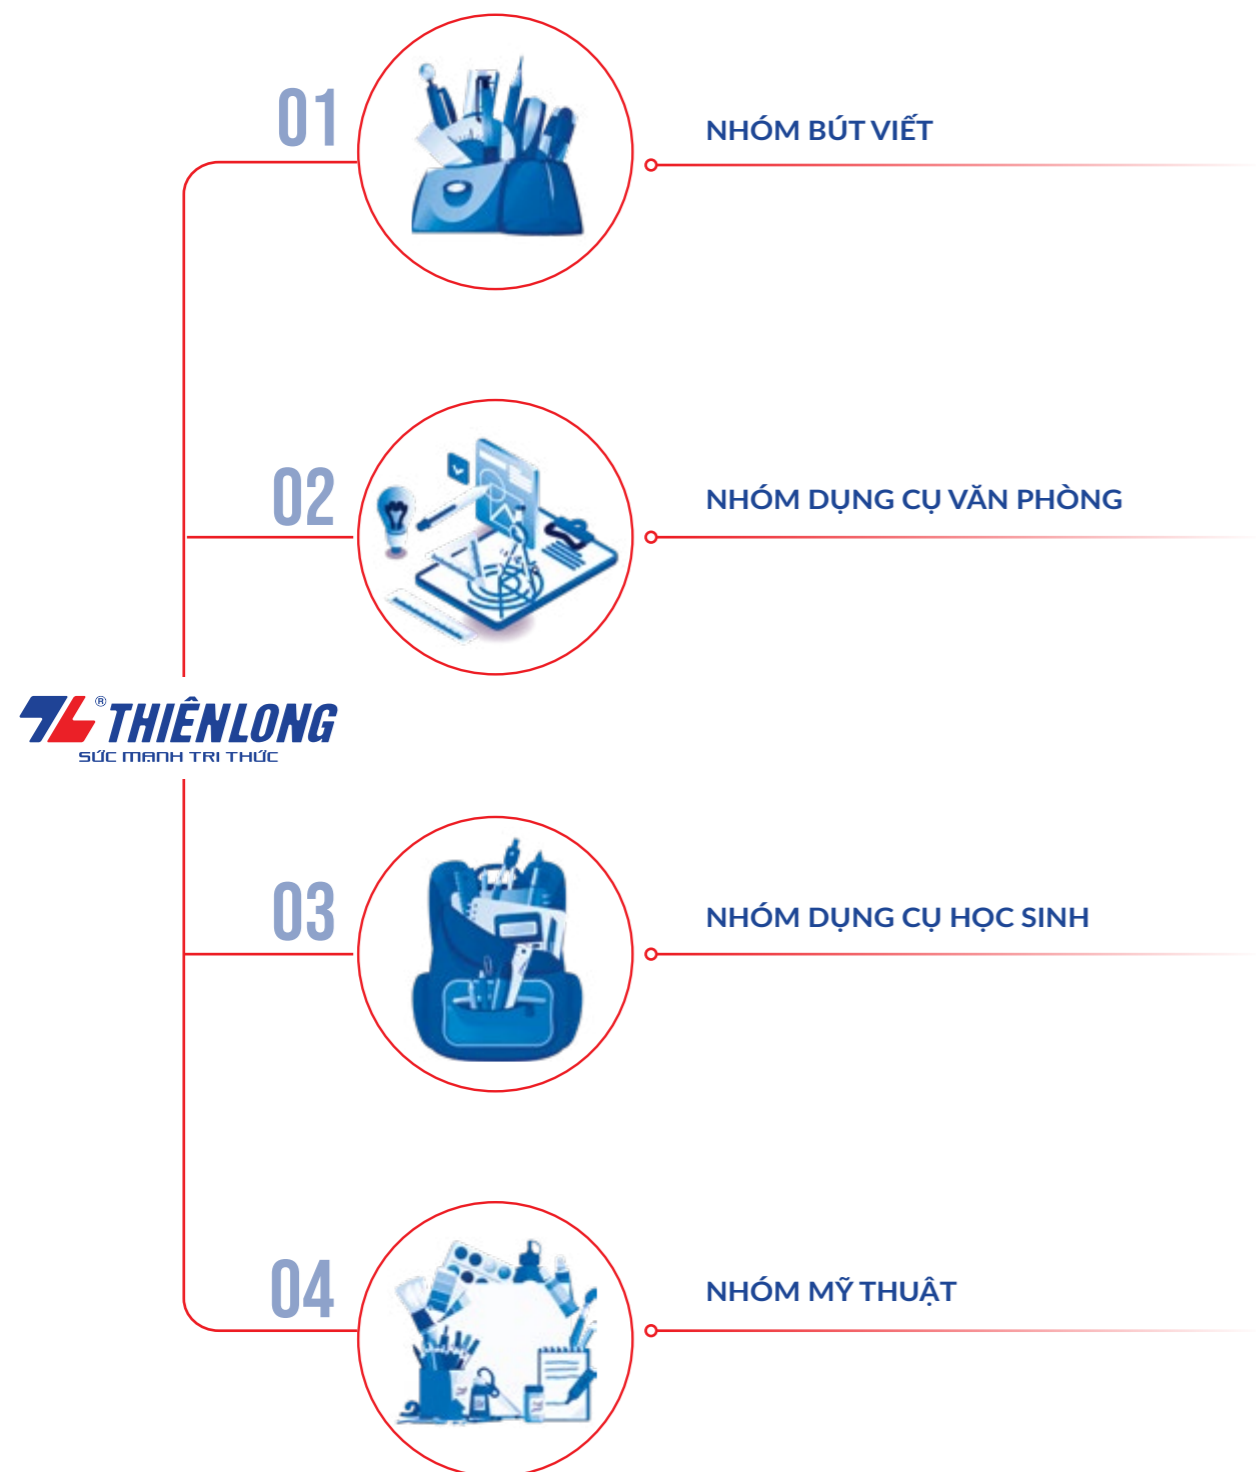 01
NHÓM BÚT VIẾT
02
NHÓM DỤNG CỤ VĂN PHÒNG
® THIÊN LONG
SỨC MẠNH TRI THỨC
03
NHÓM DỤNG CỤ HỌC SINH
04
NHÓM MỸ THUẬT